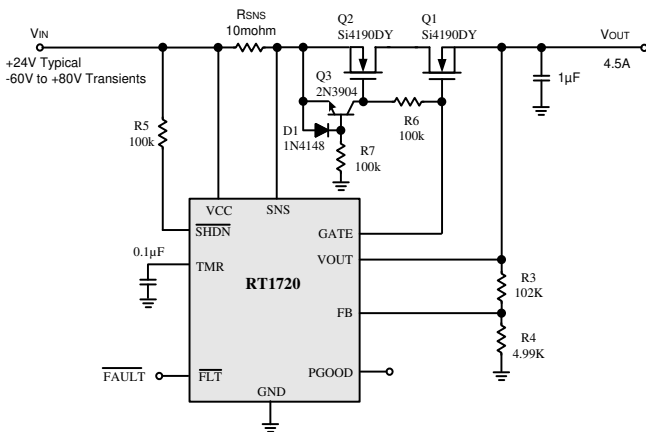 VIN
+24V Typical
-60V to +80V Transients
RSNS
10mohm
Q2
Si4190DY
Q1
Si4190DY
VOUT
4.5A
1µF
Q3
2N3904
R5
100k
D1
1N4148
R6
100k
R7
100k
VCC
SNS
SHDN
GATE
0.1µF
TMR
VOUT
RT1720
R3
102K
FB
R4
4.99K
FAULT
FLT
PGOOD
GND